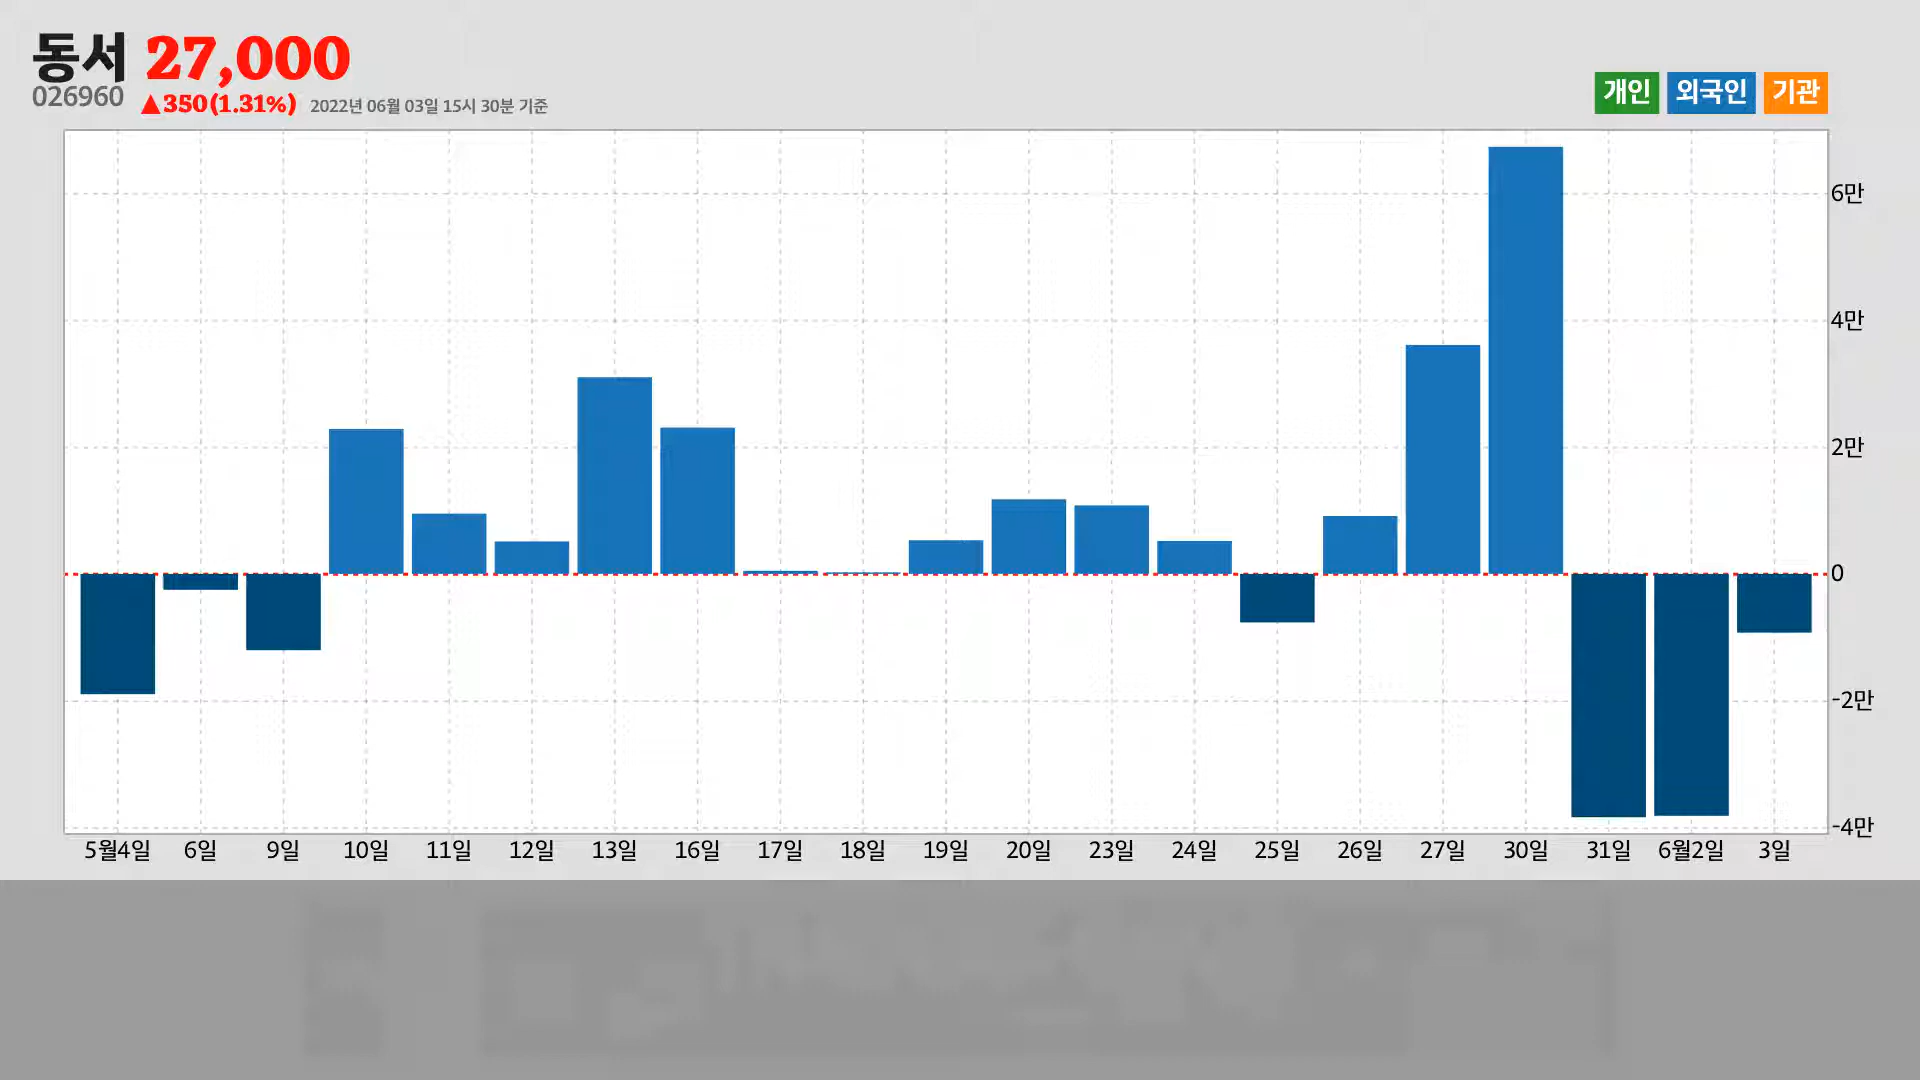 동서 27,000
026960 ▲350(1.31%) 2022년 06월 03일 15시 30분 기준
개인 외국인 기관
6만
4만
2만
0
-2만
-4만
5월4일 6일 9일 10일 11일 12일 13일 16일 17일 18일 19일 20일 23일 24일 25일 26일 27일 30일 31일 6월2일 3일